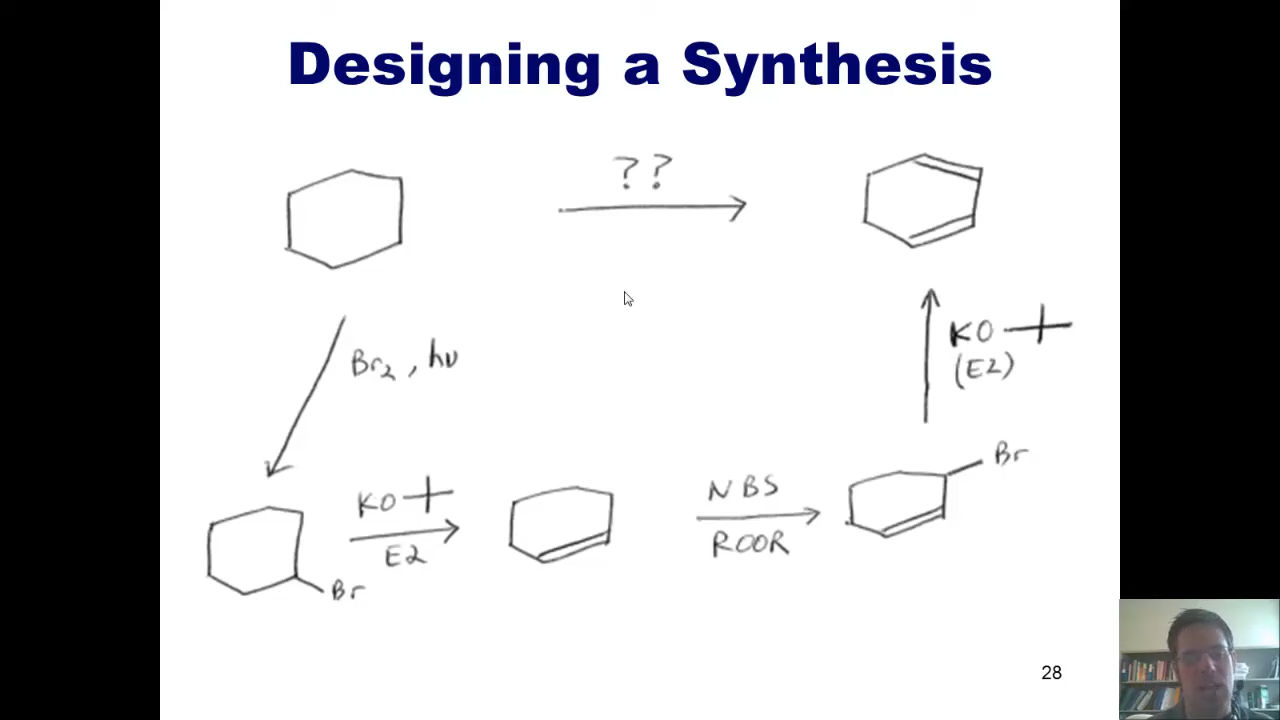 Designing a Synthesis
??
Br2, hν
KO
(E2)
KO
E2
Br
NBS
ROOR
Br
28